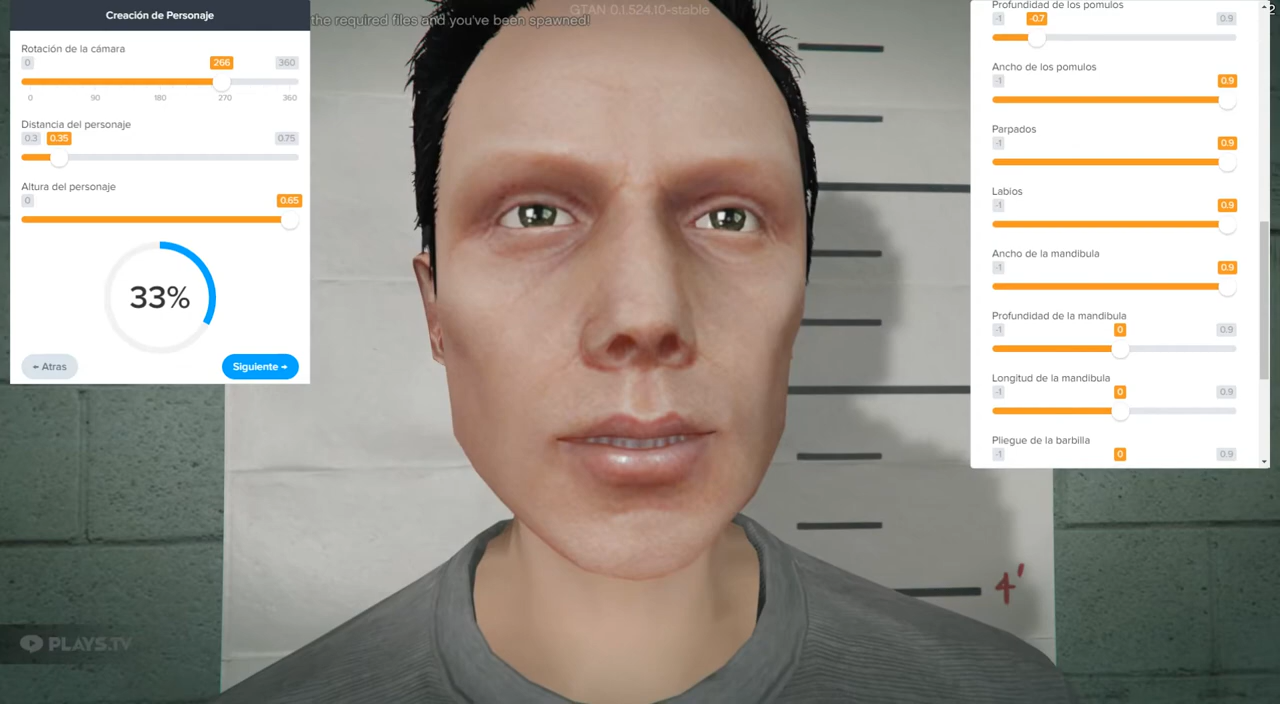 Creación de Personaje
Rotación de la cámara
0 266 360
0 90 180 270 360
Distancia del personaje
0.3 0.35 0.75
Altura del personaje
0 0.65
33%
← Atras Siguiente →
the required files and you've been spawned!
GTAN 0.1.524.10-stable
4'
PLAYS.TV
Profundidad de los pomulos
-1 -0.7 0.9
Ancho de los pomulos
-1 0.9
Parpados
-1 0.9
Labios
-1 0.9
Ancho de la mandibula
-1 0.9
Profundidad de la mandibula
-1 0 0.9
Longitud de la mandibula
-1 0 0.9
Pliegue de la barbilla
-1 0 0.9